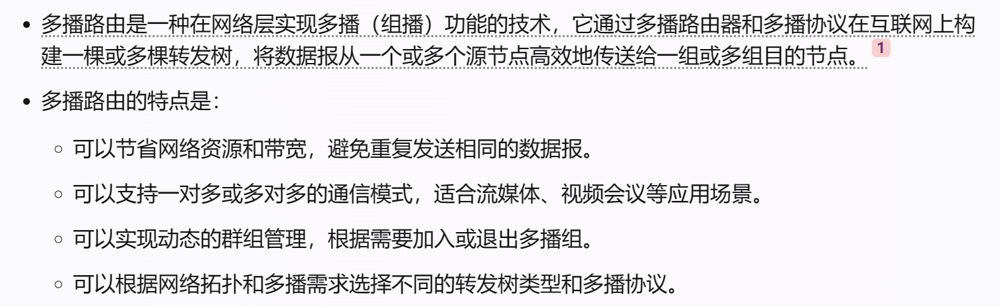 • 多播路由是一种在网络层实现多播（组播）功能的技术，它通过多播路由器和多播协议在互联网上构
建一棵或多棵转发树，将数据报从一个或多个源节点高效地传送给一组或多组目的节点。 1
• 多播路由的特点是：
○ 可以节省网络资源和带宽，避免重复发送相同的数据报。
○ 可以支持一对多或多对多的通信模式，适合流媒体、视频会议等应用场景。
○ 可以实现动态的群组管理，根据需要加入或退出多播组。
○ 可以根据网络拓扑和多播需求选择不同的转发树类型和多播协议。